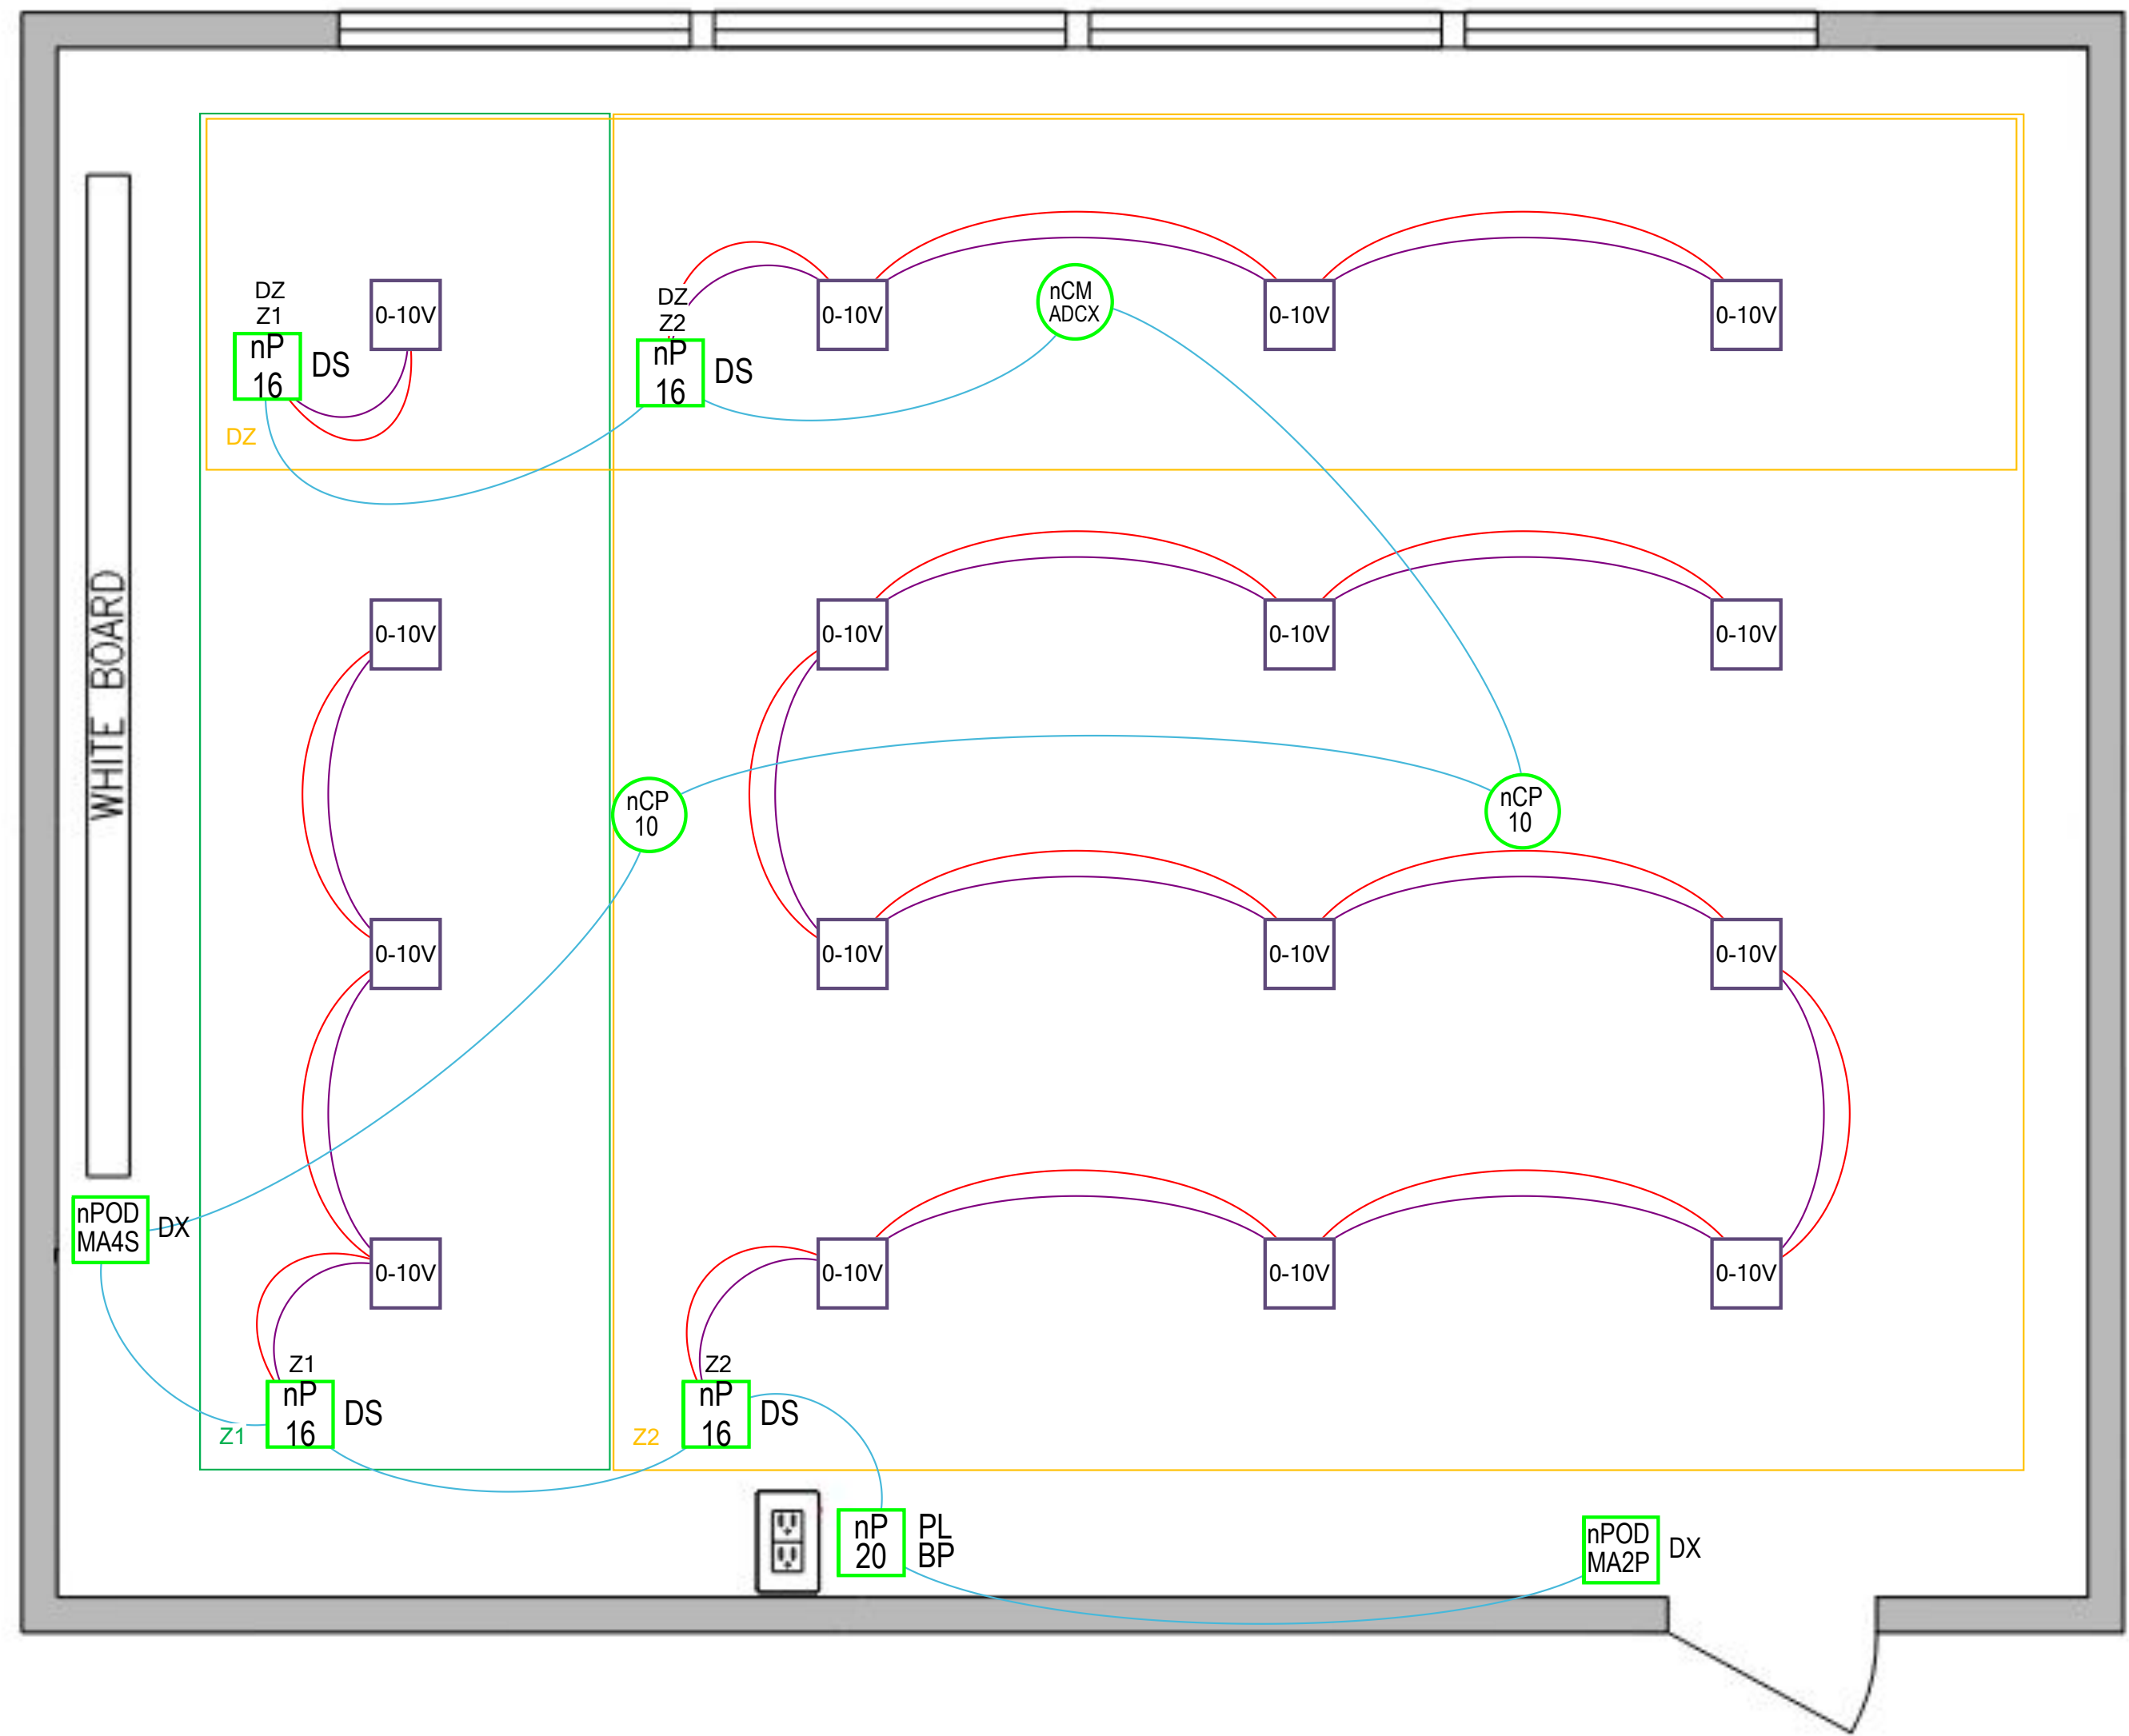 DZ
Z1
nP
16
DS
DZ
0-10V
DZ
Z2
nP
16
DS
0-10V
nCM
ADCX
0-10V
0-10V
WHITE BOARD
0-10V
0-10V
0-10V
0-10V
nCP
10
nCP
10
0-10V
0-10V
0-10V
0-10V
nPOD
MA4S
DX
0-10V
0-10V
0-10V
0-10V
Z1
nP
16
DS
Z1
Z2
nP
16
DS
Z2
nP
20
PL
BP
nPOD
MA2P
DX